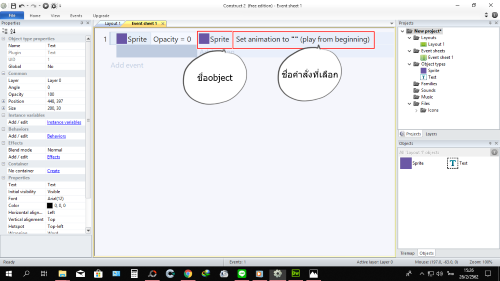 Construct 2 (free edition) - Event sheet 1
File
Home
View
Events
Upgrade
Properties
Object type properties
Name Text
Plugin Text
UID 1
Global No
Common
Layer Layer 0
Angle 0
Opacity 100
Position 440, 397
Size 200, 30
Instance variables
Add / edit Instance variables
Behaviors
Add / edit Behaviors
Effects
Blend mode Normal
Add / edit Effects
Container
No container Create
Properties
Text Text
Initial visibility Visible
Font Arial(12)
Color 0, 0, 0
Horizontal align... Left
Vertical alignment Top
Hotspot Top-left
Layout 1
Event sheet 1
1 Sprite Opacity = 0 Sprite Set animation to "" (play from beginning)
Add event
ชื่อobject
ชื่อคำสั่งที่เลือก
Projects
New project*
Layouts
Layout 1
Event sheets
Event sheet 1
Object types
Sprite
Text
Families
Sounds
Music
Files
Icons
Projects Layers
Objects
Sprite
T Text
Tilemap Objects
Ready
Events: 1
Active layer: Layer 0
Zoom: 100%
15:35
26/2/2562